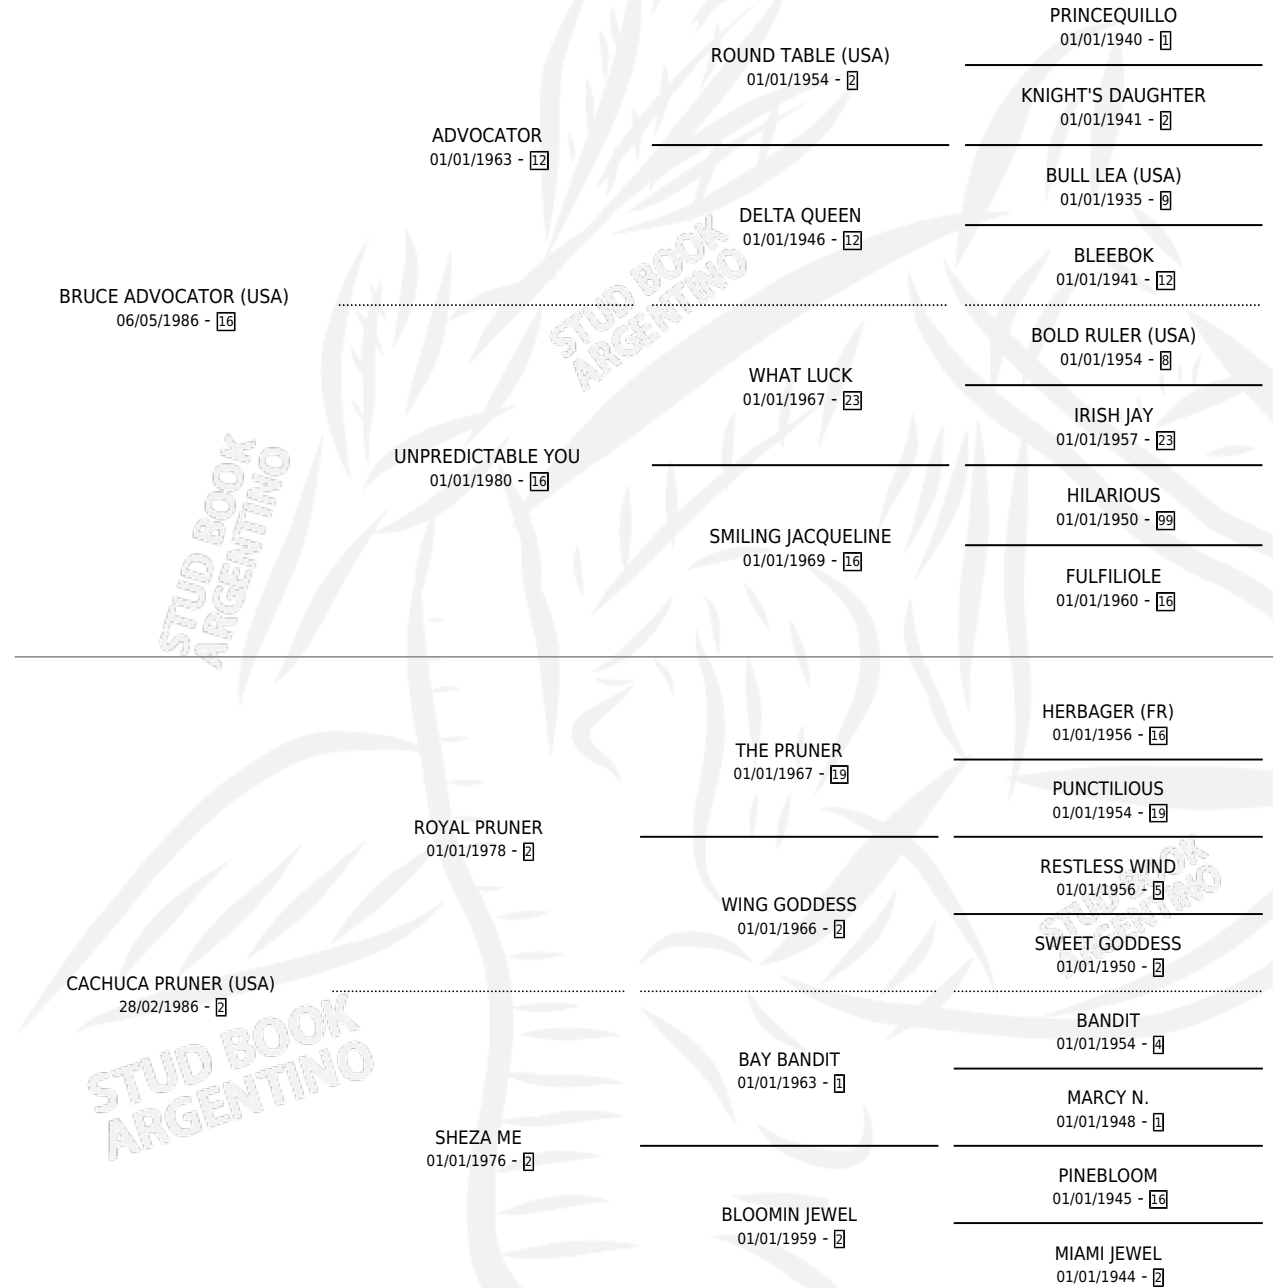 PRINCEQUILLO
01/01/1940 - 1
ROUND TABLE (USA)
01/01/1954 - 2
KNIGHT'S DAUGHTER
01/01/1941 - 2
ADVOCATOR
01/01/1963 - 12
BULL LEA (USA)
01/01/1935 - 9
DELTA QUEEN
01/01/1946 - 12
BLEEBOK
01/01/1941 - 12
BRUCE ADVOCATOR (USA)
06/05/1986 - 16
STUD BOOK
ARGENTINO
BOLD RULER (USA)
01/01/1954 - 8
WHAT LUCK
01/01/1967 - 23
IRISH JAY
01/01/1957 - 23
UNPREDICTABLE YOU
01/01/1980 - 16
HILARIOUS
01/01/1950 - 99
SMILING JACQUELINE
01/01/1969 - 16
FULFILIOLE
01/01/1960 - 16
STUD BOOK
ARGENTINO
HERBAGER (FR)
01/01/1956 - 16
THE PRUNER
01/01/1967 - 19
PUNCTILIOUS
01/01/1954 - 19
ROYAL PRUNER
01/01/1978 - 2
RESTLESS WIND
01/01/1956 - 5
WING GODDESS
01/01/1966 - 2
SWEET GODDESS
01/01/1950 - 2
STUD BOOK
ARGENTINO
CACHUCA PRUNER (USA)
28/02/1986 - 2
BANDIT
01/01/1954 - 4
BAY BANDIT
01/01/1963 - 1
MARCY N.
01/01/1948 - 1
STUD BOOK
ARGENTINO
SHEZA ME
01/01/1976 - 2
PINEBLOOM
01/01/1945 - 16
BLOOMIN JEWEL
01/01/1959 - 2
MIAMI JEWEL
01/01/1944 - 2